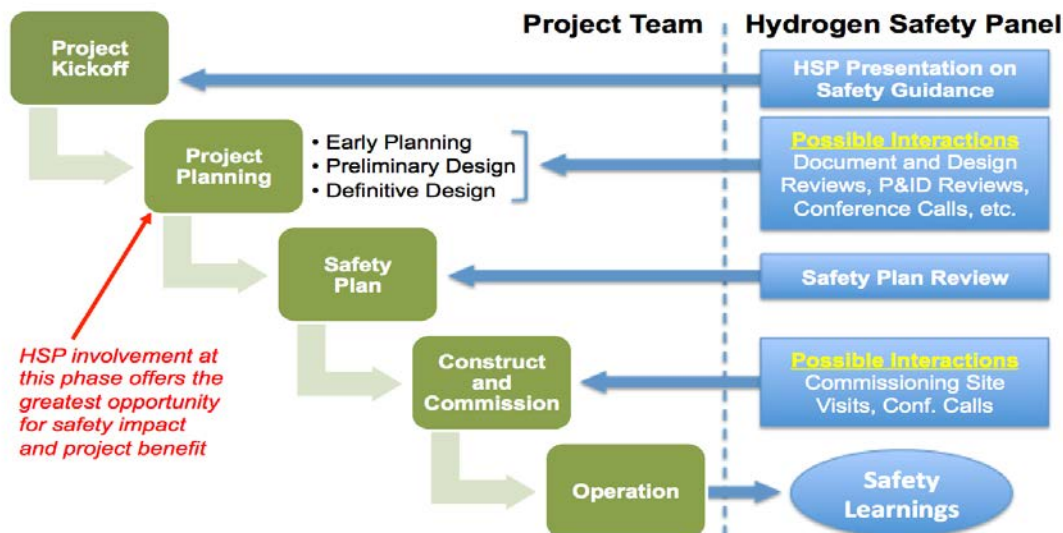 Project Team
Hydrogen Safety Panel
Project
Kickoff
HSP Presentation on
Safety Guidance
Project
Planning
• Early Planning
• Preliminary Design
• Definitive Design
Possible Interactions
Document and Design
Reviews, P&ID Reviews,
Conference Calls, etc.
Safety
Plan
Safety Plan Review
HSP involvement at
this phase offers the
greatest opportunity
for safety impact
and project benefit
Construct
and
Commission
Possible Interactions
Commissioning Site
Visits, Conf. Calls
Operation
Safety
Learnings